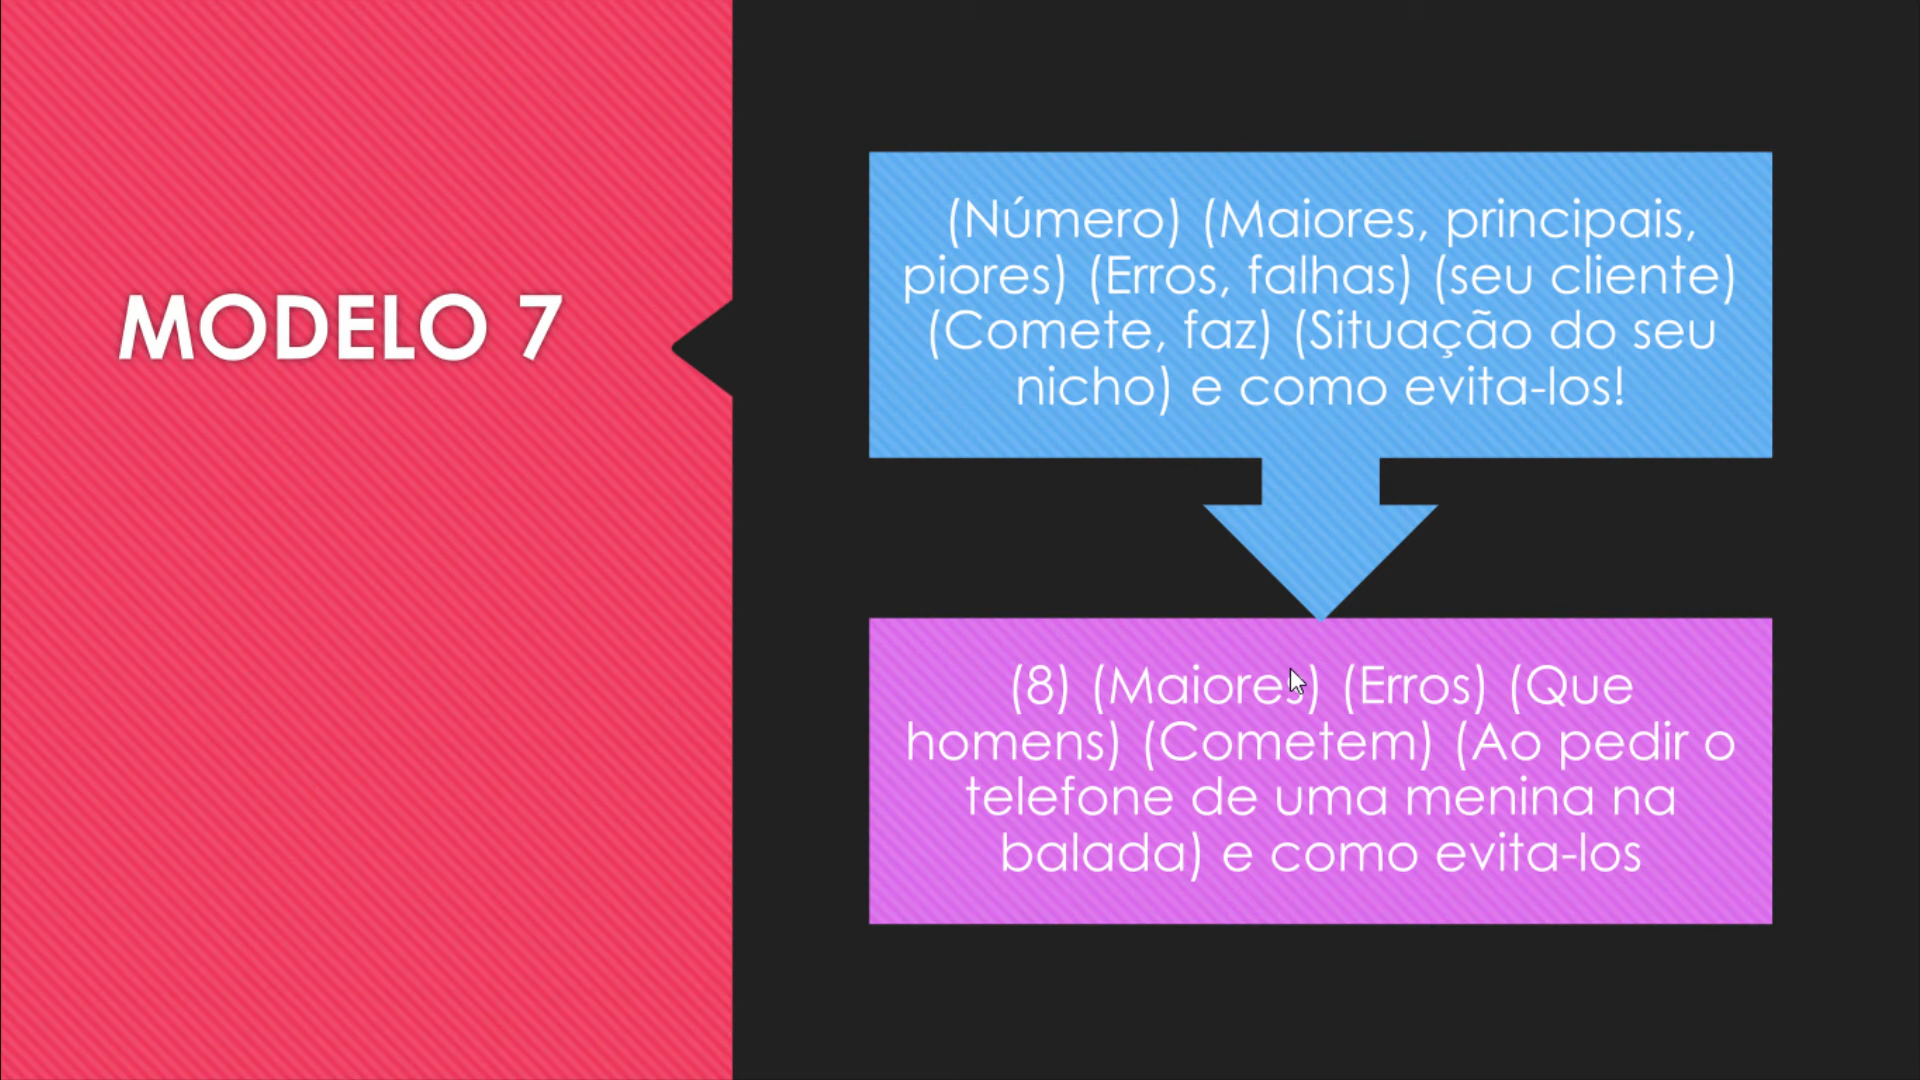 MODELO 7
(Número) (Maiores, principais,
piores) (Erros, falhas) (seu cliente)
(Comete, faz) (Situação do seu
nicho) e como evita-los!
(8) (Maiores) (Erros) (Que
homens) (Cometem) (Ao pedir o
telefone de uma menina na
balada) e como evita-los